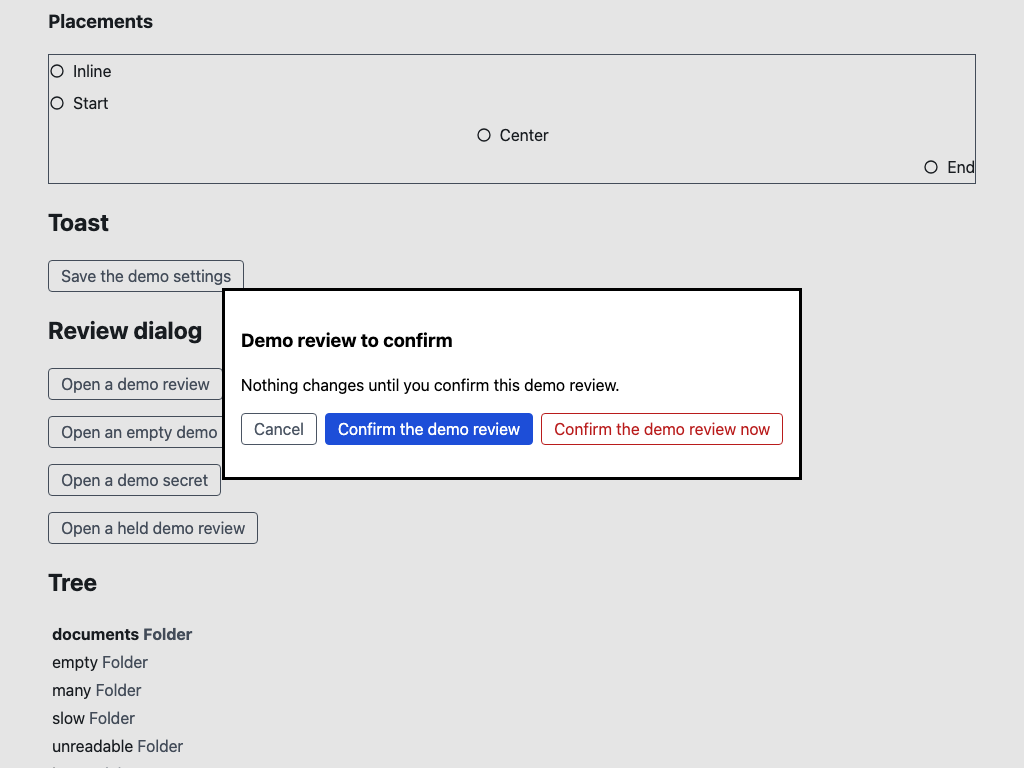 Placements
Inline
Start
Center
End
Toast
Save the demo settings
Review dialog
Demo review to confirm
Open a demo review
Nothing changes until you confirm this demo review.
Open an empty demo
Cancel
Confirm the demo review
Confirm the demo review now
Open a demo secret
Open a held demo review
Tree
documents Folder
empty Folder
many Folder
slow Folder
unreadable Folder